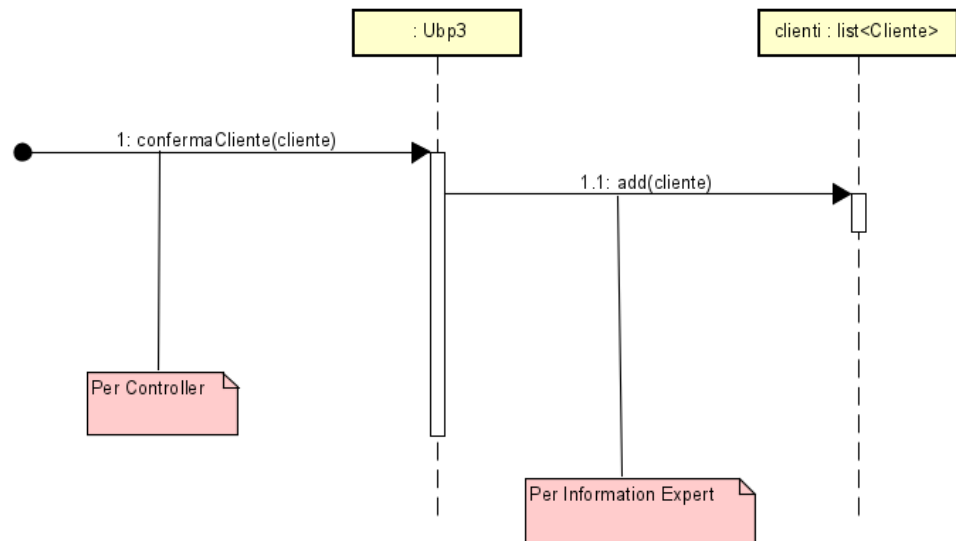 : Ubp3
clienti : list<Cliente>
1: confermaCliente(cliente)
1.1: add(cliente)
Per Controller
Per Information Expert